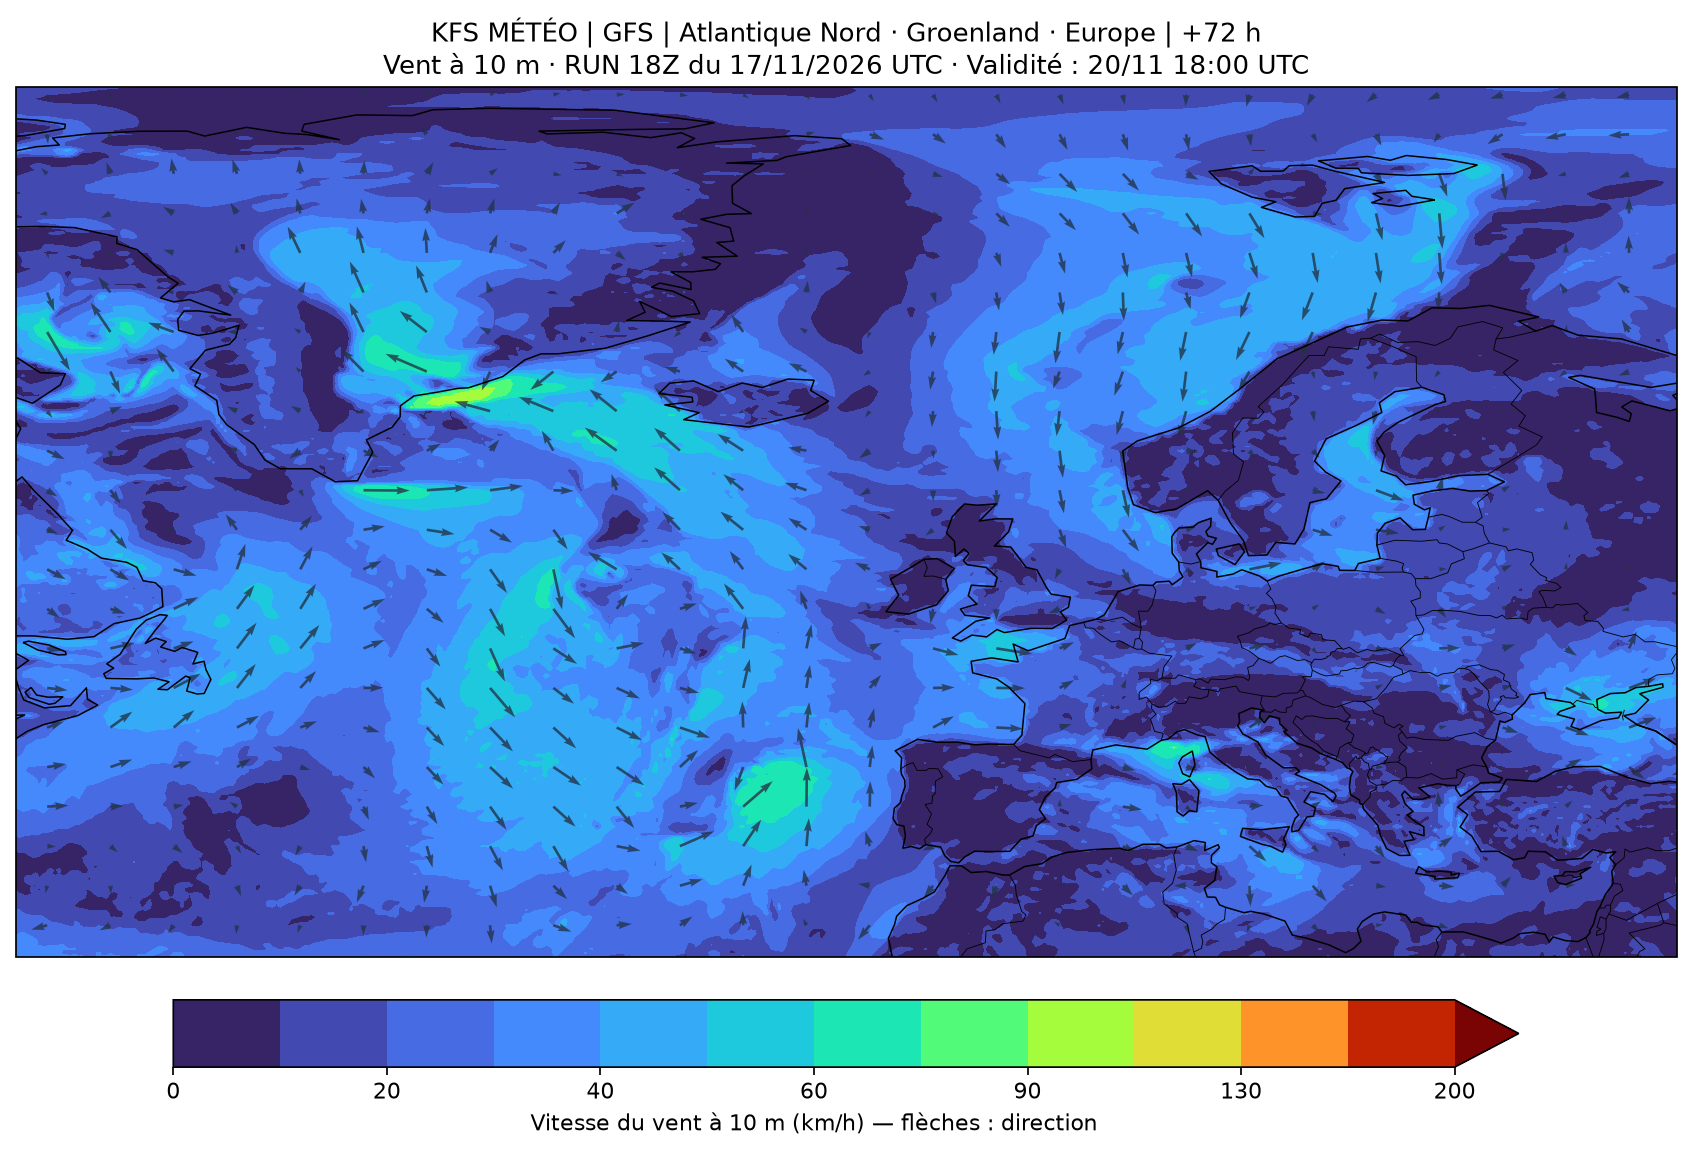 KFS MÉTÉO | GFS | Atlantique Nord · Groenland · Europe | +72 h
Vent à 10 m · RUN 18Z du 17/11/2026 UTC · Validité : 20/11 18:00 UTC
0 20 40 60 90 130 200
Vitesse du vent à 10 m (km/h) — flèches : direction